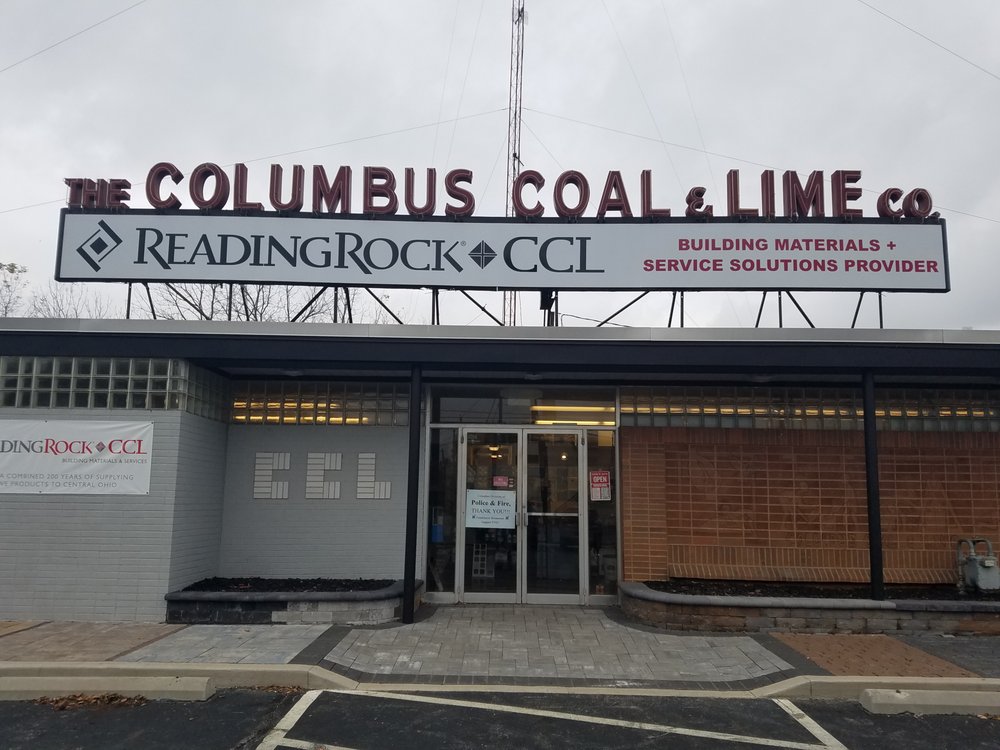 THE COLUMBUS COAL & LIME CO.
READINGROCK® CCL
BUILDING MATERIALS +
SERVICE SOLUTIONS PROVIDER
ADINGROCK CCL
BUILDING MATERIALS & SERVICES
A COMBINED 200 YEARS OF SUPPLYING
VE PRODUCTS TO CENTRAL OHIO
CCL
Police & Fire,
THANK YOU!!!
OPEN